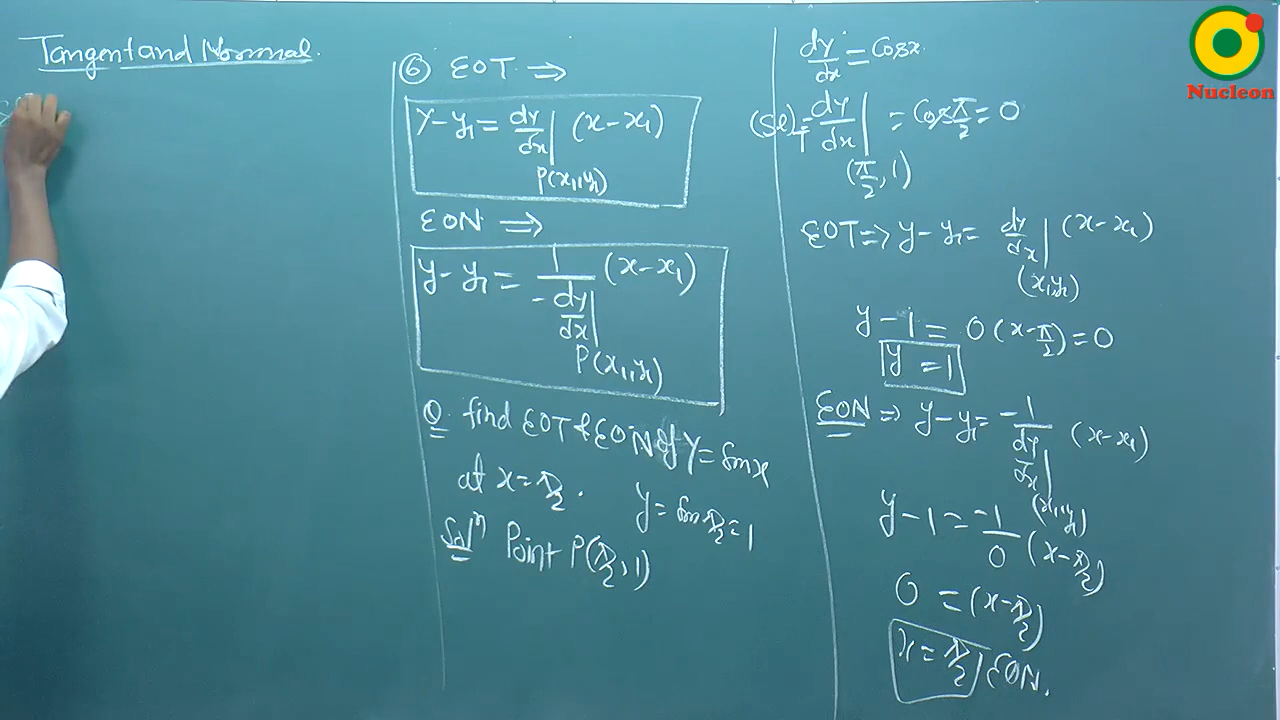 Tangent and Normal.
⑥ EOT ⇒
y - y₁ = dy/dx | (x - x₁)
P(x₁, y₁)
EON ⇒
y - y₁ = 1 / -dy/dx | (x - x₁)
P(x₁, y₁)
Q. find EOT & EON of y = sin x
at x = π/2. y = sin π/2 = 1
Solⁿ Point P(π/2, 1)
dy/dx = cos x.
(Sl)T = dy/dx | = cos π/2 = 0
(π/2, 1)
EOT ⇒ y - y₁ = dy/dx | (x - x₁)
(x₁, y₁)
y - 1 = 0 (x - π/2) = 0
y = 1
EON ⇒ y - y₁ = -1 / dy/dx | (x - x₁)
(x₁, y₁)
y - 1 = -1/0 (x - π/2)
0 = (x - π/2)
x = π/2 EON.
Nucleon